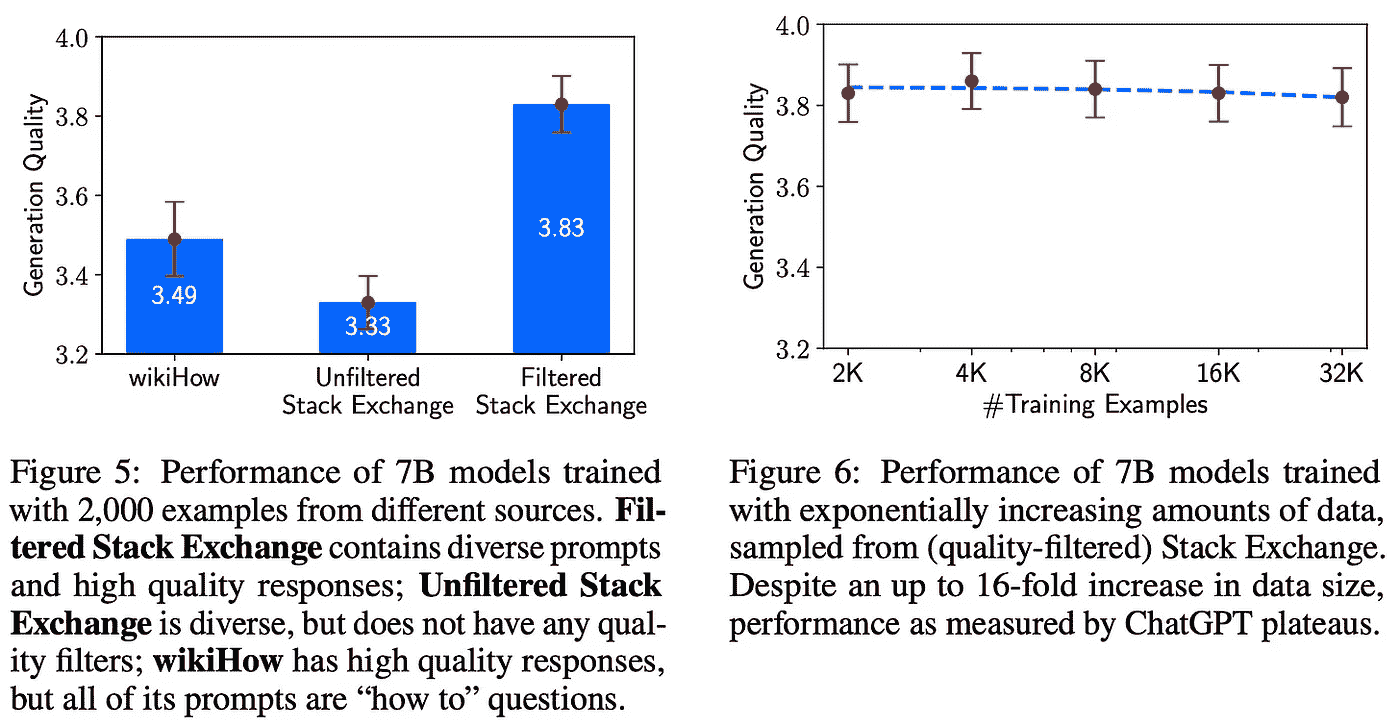 4.0
3.8
3.6
3.4
3.2
Generation Quality
3.49
3.33
3.83
wikiHow
Unfiltered
Stack Exchange
Filtered
Stack Exchange
Figure 5: Performance of 7B models trained
with 2,000 examples from different sources. Fil-
tered Stack Exchange contains diverse prompts
and high quality responses; Unfiltered Stack
Exchange is diverse, but does not have any qual-
ity filters; wikiHow has high quality responses,
but all of its prompts are “how to” questions.
4.0
3.8
3.6
3.4
3.2
Generation Quality
2K 4K 8K 16K 32K
#Training Examples
Figure 6: Performance of 7B models trained
with exponentially increasing amounts of data,
sampled from (quality-filtered) Stack Exchange.
Despite an up to 16-fold increase in data size,
performance as measured by ChatGPT plateaus.